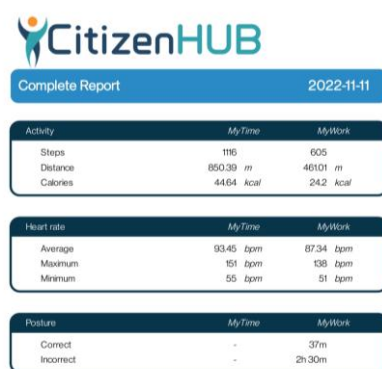 CitizenHUB
Complete Report 2022-11-11
Activity MyTime MyWork
Steps 1116 605
Distance 850.39 m 461.01 m
Calories 44.64 kcal 24.2 kcal
Heart rate MyTime MyWork
Average 93.45 bpm 87.34 bpm
Maximum 151 bpm 138 bpm
Minimum 55 bpm 51 bpm
Posture MyTime MyWork
Correct - 37m
Incorrect - 2h 30m